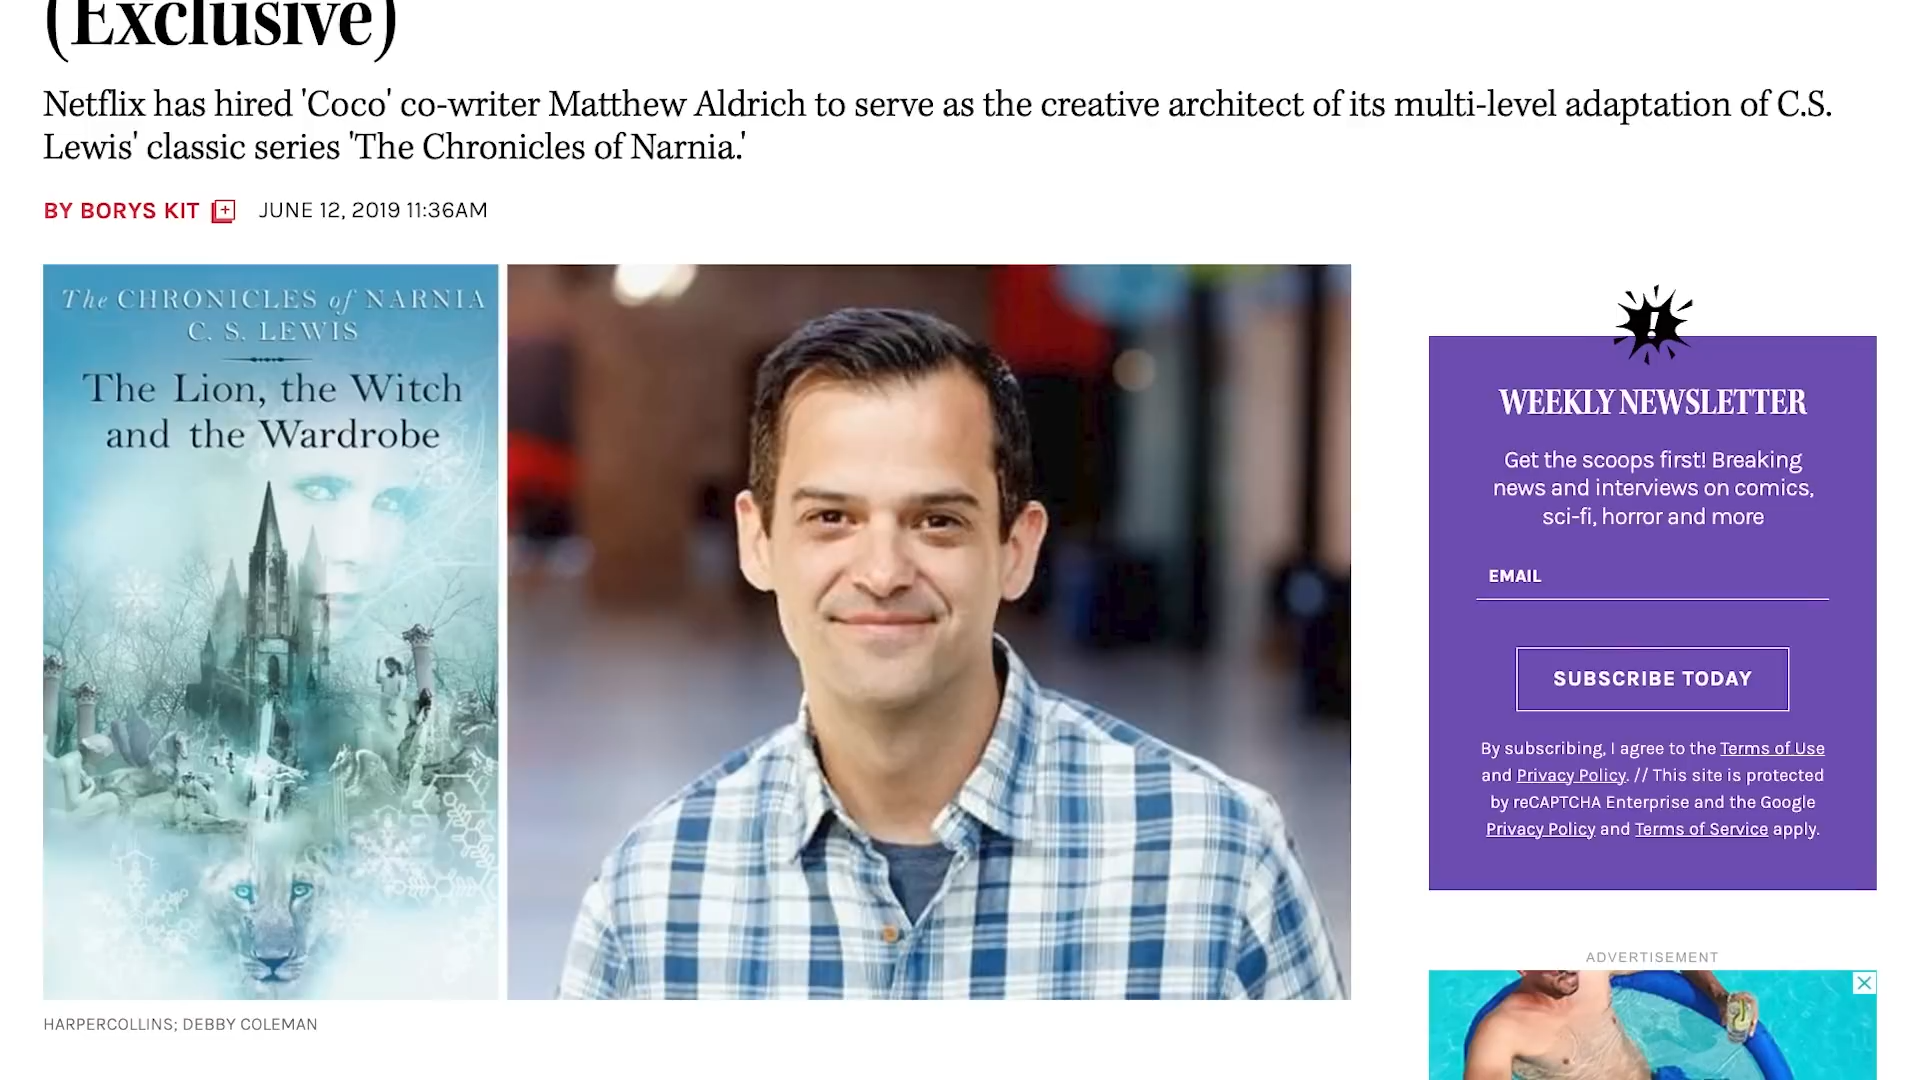 (Exclusive)
Netflix has hired 'Coco' co-writer Matthew Aldrich to serve as the creative architect of its multi-level adaptation of C.S.
Lewis' classic series 'The Chronicles of Narnia.'
BY BORYS KIT JUNE 12, 2019 11:36AM
The CHRONICLES of NARNIA
C. S. LEWIS
The Lion, the Witch
and the Wardrobe
HARPERCOLLINS; DEBBY COLEMAN
!
WEEKLY NEWSLETTER
Get the scoops first! Breaking
news and interviews on comics,
sci-fi, horror and more
EMAIL
SUBSCRIBE TODAY
By subscribing, I agree to the Terms of Use
and Privacy Policy. // This site is protected
by reCAPTCHA Enterprise and the Google
Privacy Policy and Terms of Service apply.
ADVERTISEMENT